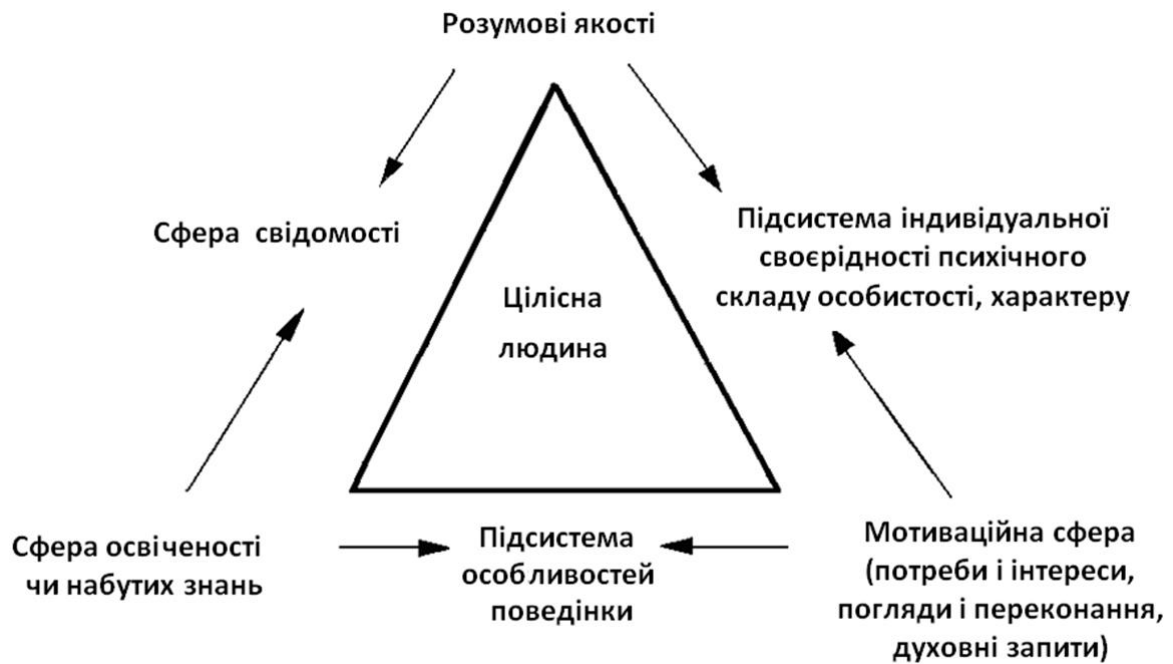 Розумові якості
Сфера свідомості
Підсистема індивідуальної
своєрідності психічного
складу особистості, характеру
Цілісна
людина
Сфера освіченості
чи набутих знань
Підсистема
особливостей
поведінки
Мотиваційна сфера
(потреби і інтереси,
погляди і переконання,
духовні запити)